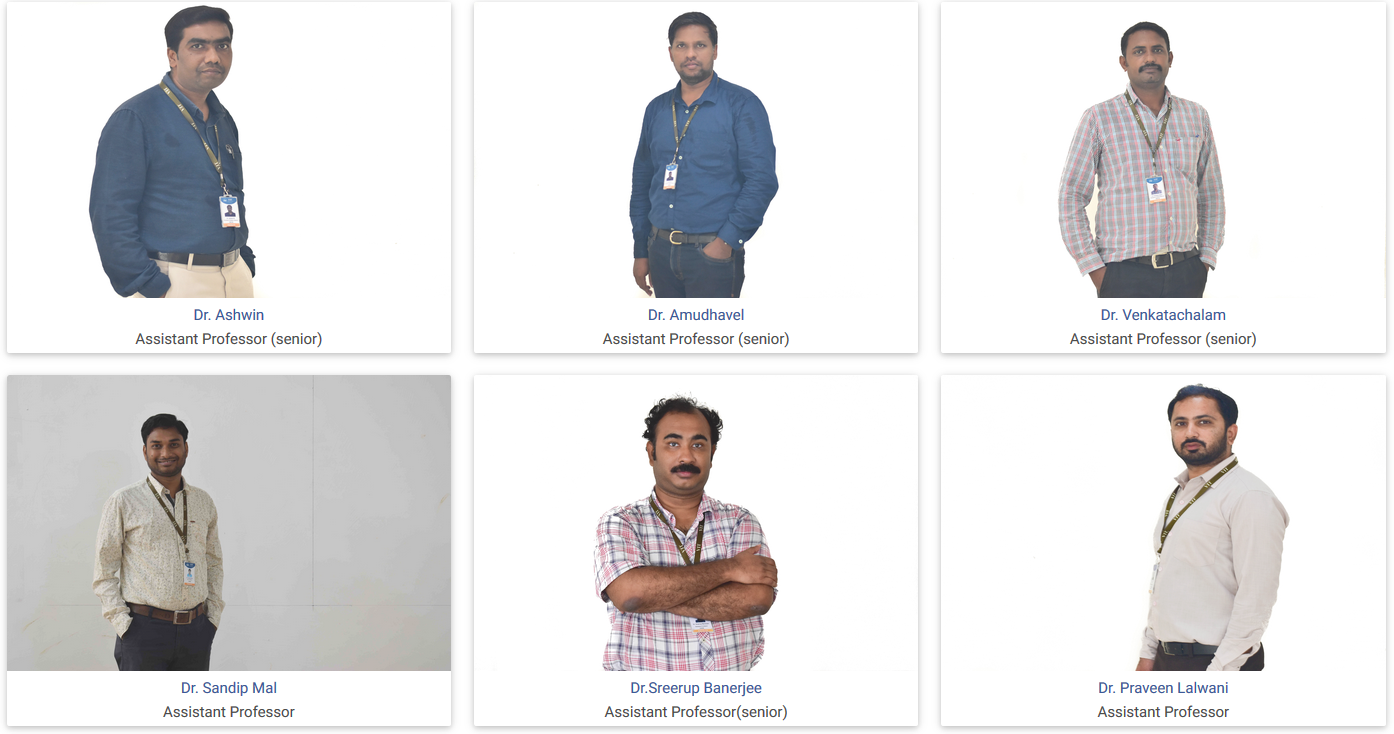 Dr. Ashwin
Assistant Professor (senior)
Dr. Amudhavel
Assistant Professor (senior)
Dr. Venkatachalam
Assistant Professor (senior)
Dr. Sandip Mal
Assistant Professor
Dr.Sreerup Banerjee
Assistant Professor(senior)
Dr. Praveen Lalwani
Assistant Professor